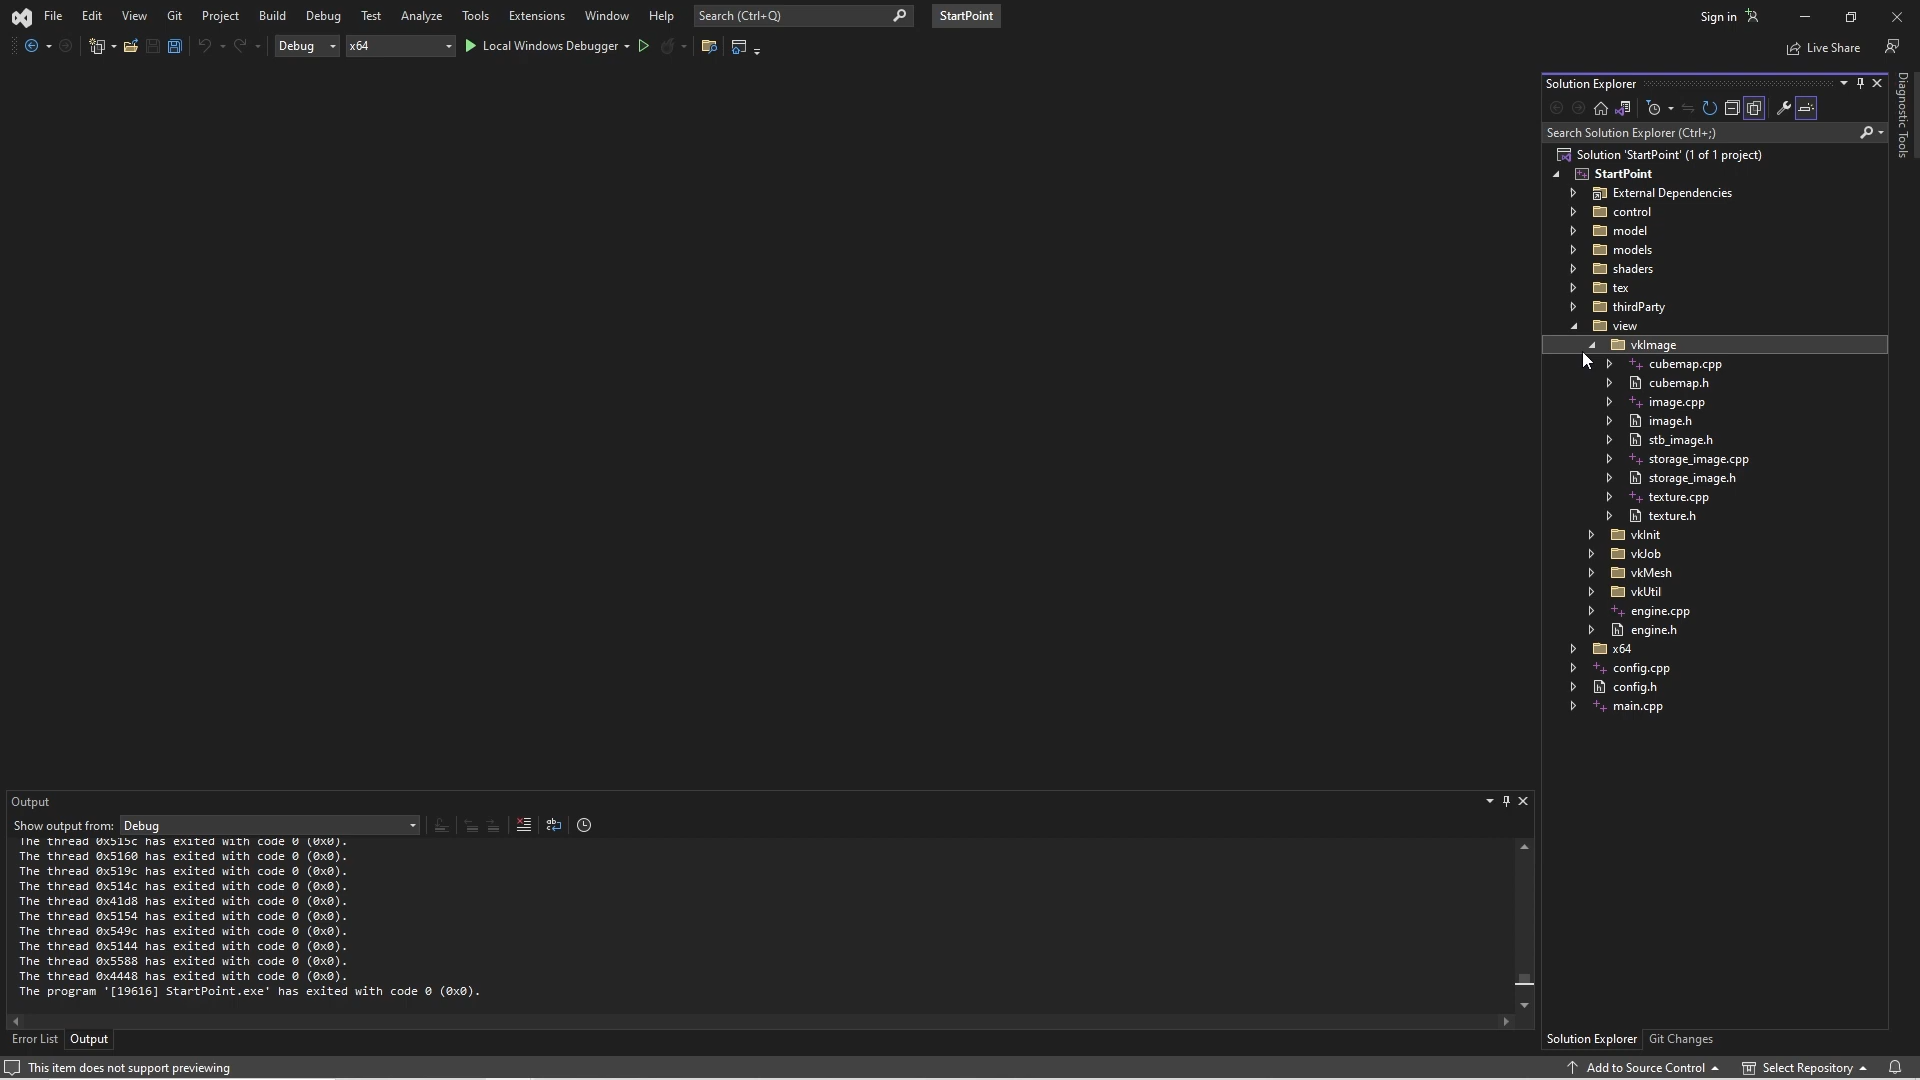 File Edit View Git Project Build Debug Test Analyze Tools Extensions Window Help Search (Ctrl+Q) StartPoint Sign in
Debug x64 Local Windows Debugger Live Share
Solution Explorer
Diagnostic Tools
Search Solution Explorer (Ctrl+;)
Solution 'StartPoint' (1 of 1 project)
StartPoint
External Dependencies
control
model
models
shaders
tex
thirdParty
view
vkImage
cubemap.cpp
cubemap.h
image.cpp
image.h
stb_image.h
storage_image.cpp
storage_image.h
texture.cpp
texture.h
vkInit
vkJob
vkMesh
vkUtil
engine.cpp
engine.h
x64
config.cpp
config.h
main.cpp
Output
Show output from: Debug
The thread 0x515c has exited with code 0 (0x0).
The thread 0x5160 has exited with code 0 (0x0).
The thread 0x519c has exited with code 0 (0x0).
The thread 0x514c has exited with code 0 (0x0).
The thread 0x41d8 has exited with code 0 (0x0).
The thread 0x5154 has exited with code 0 (0x0).
The thread 0x549c has exited with code 0 (0x0).
The thread 0x5144 has exited with code 0 (0x0).
The thread 0x5588 has exited with code 0 (0x0).
The thread 0x4448 has exited with code 0 (0x0).
The program '[19616] StartPoint.exe' has exited with code 0 (0x0).
Error List Output
Solution Explorer Git Changes
This item does not support previewing Add to Source Control Select Repository